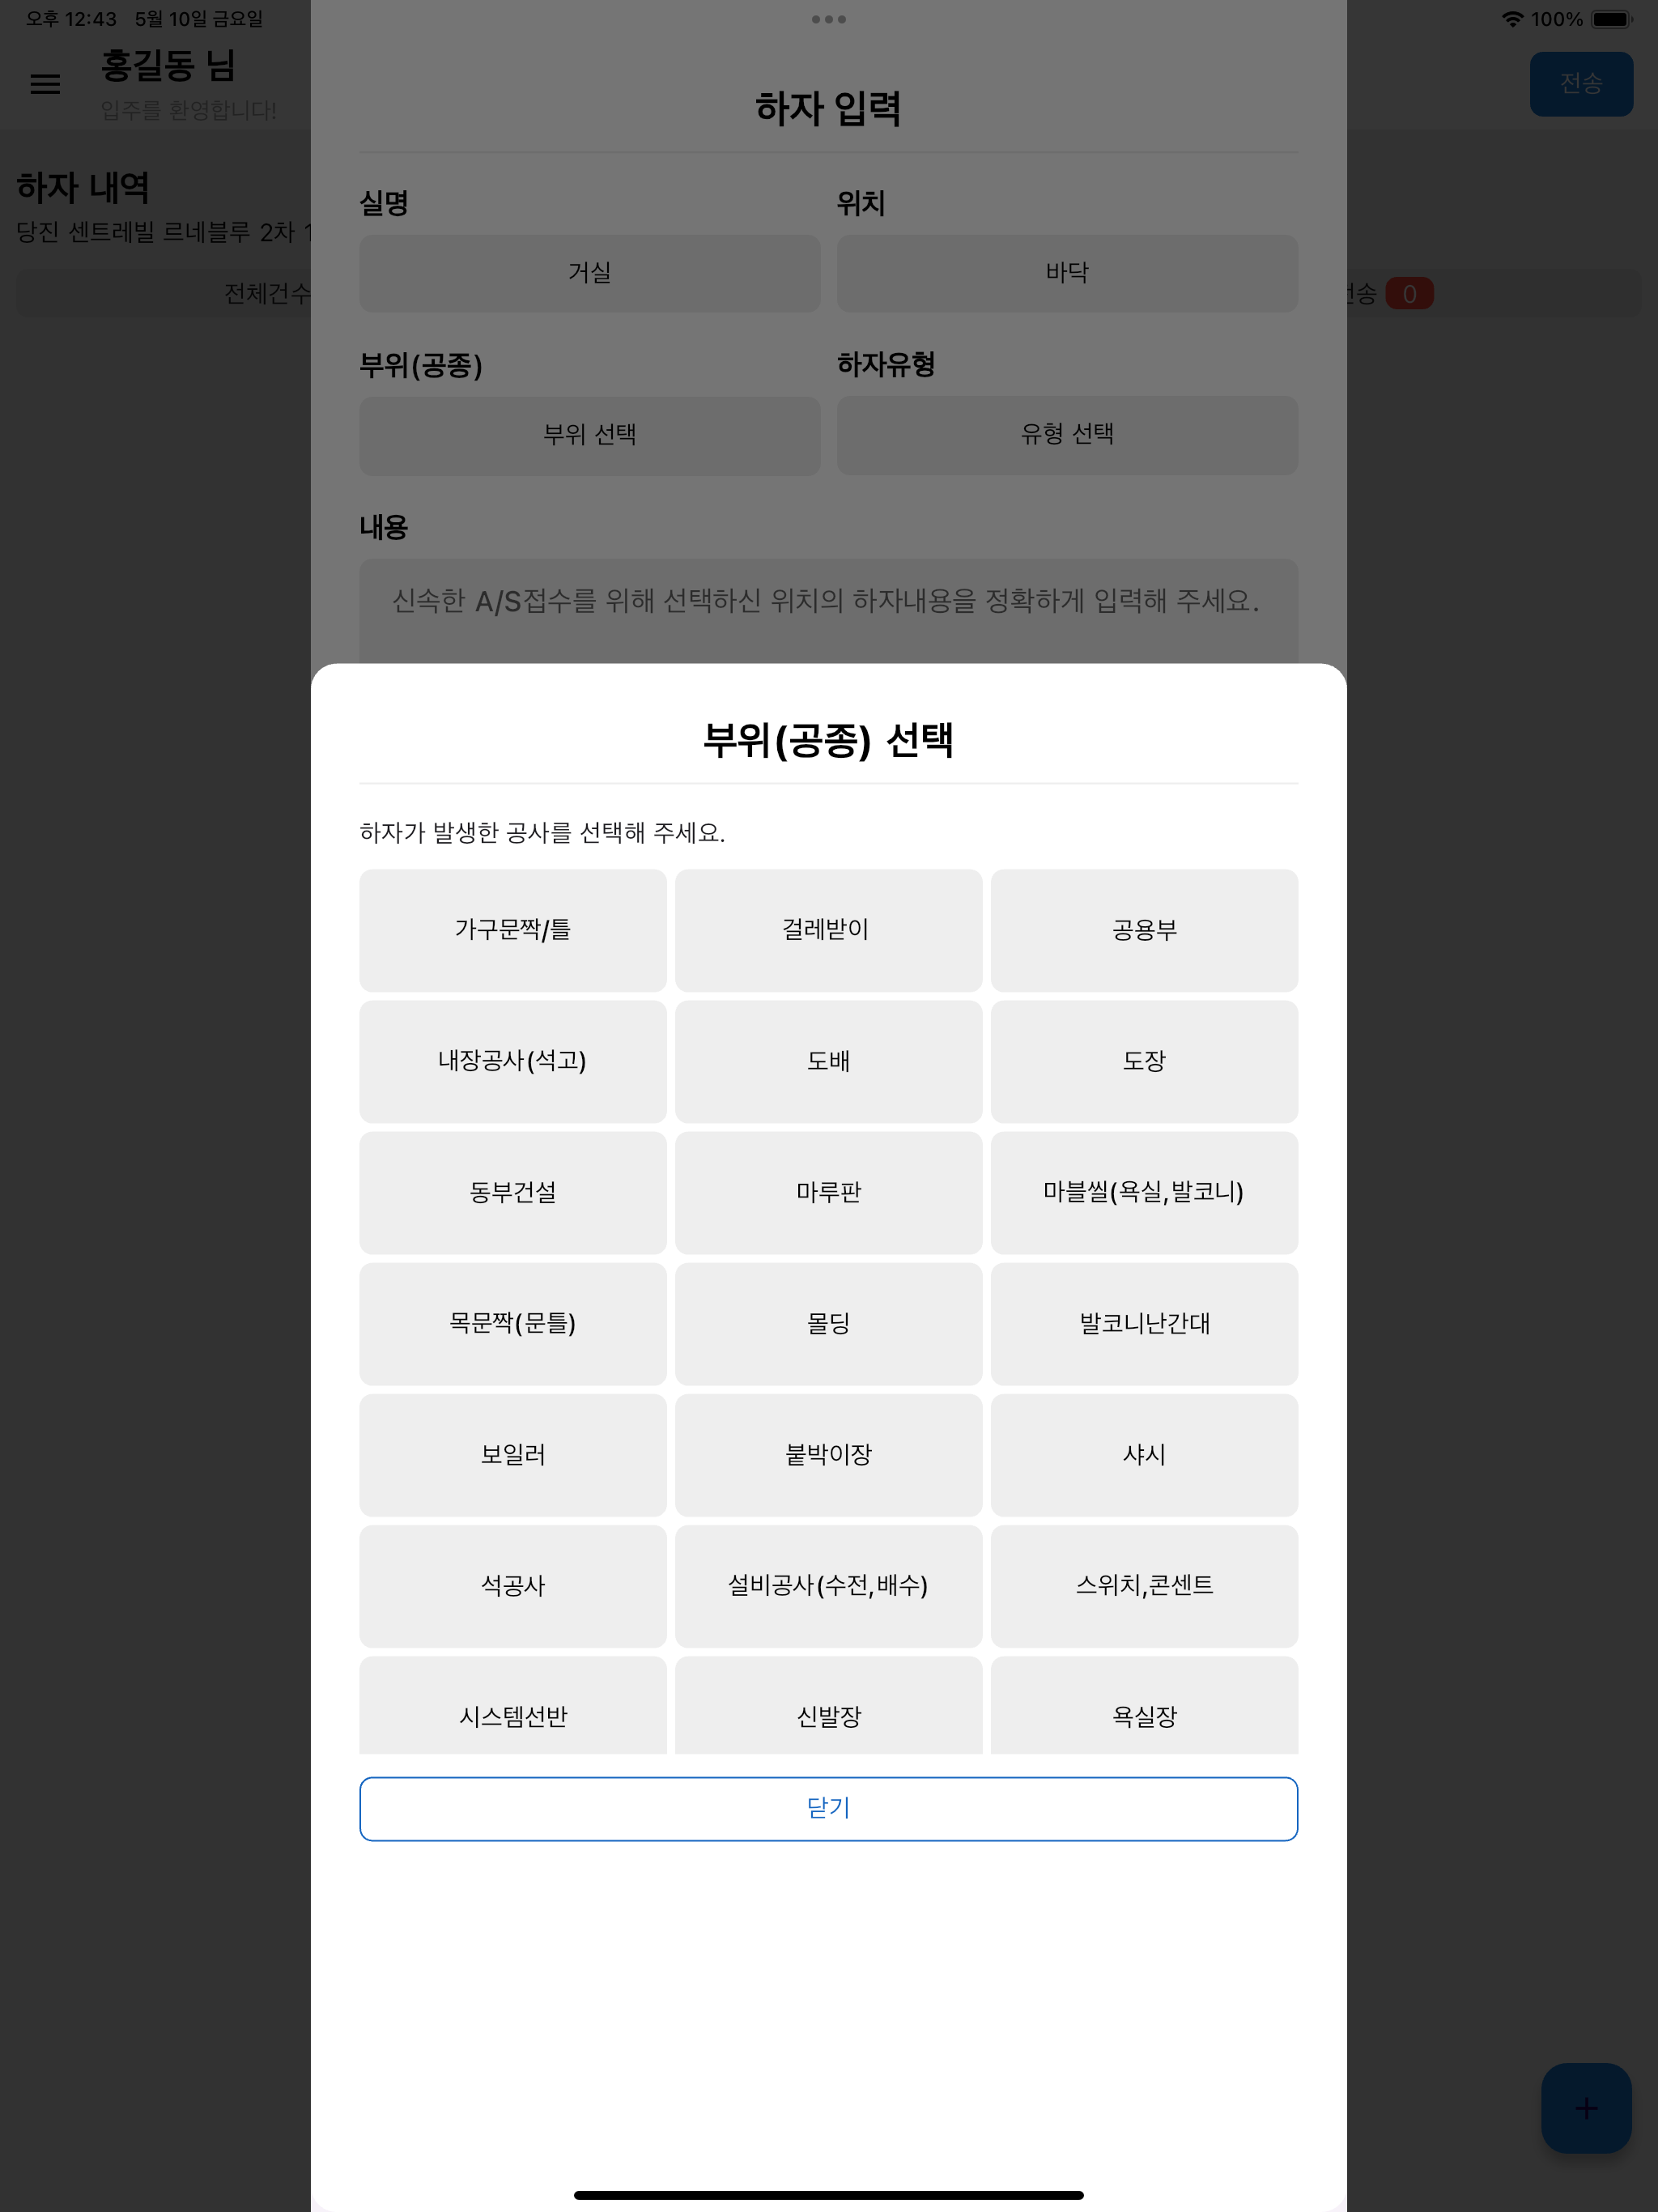 오후 12:43 5월 10일 금요일
100%
홍길동 님
입주를 환영합니다!
전송
하자 입력
하자 내역
당진 센트레빌 르네블루 2차
전체건수
전송 0
실명
위치
거실
바닥
부위(공종)
하자유형
부위 선택
유형 선택
내용
신속한 A/S접수를 위해 선택하신 위치의 하자내용을 정확하게 입력해 주세요.
부위(공종) 선택
하자가 발생한 공사를 선택해 주세요.
가구문짝/틀
걸레받이
공용부
내장공사(석고)
도배
도장
동부건설
마루판
마블씰(욕실,발코니)
목문짝(문틀)
몰딩
발코니난간대
보일러
붙박이장
샤시
석공사
설비공사(수전,배수)
스위치,콘센트
시스템선반
신발장
욕실장
닫기